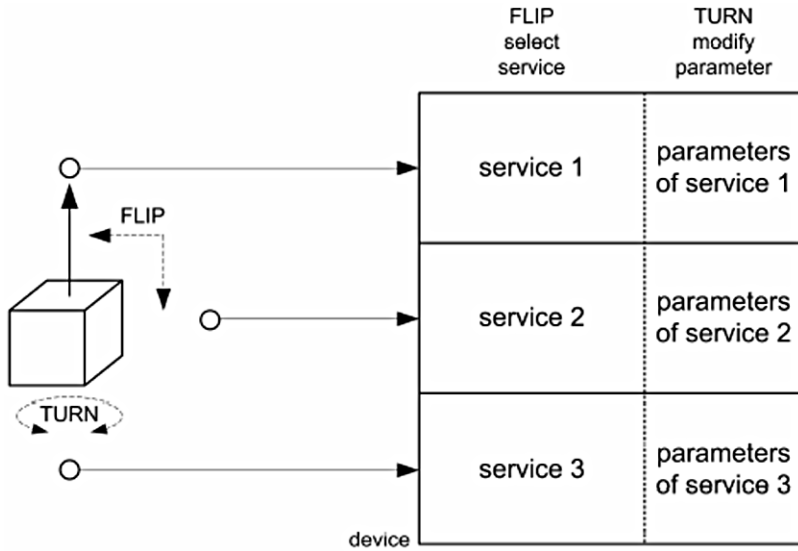 FLIP
select
service
TURN
modify
parameter
service 1
parameters
of service 1
FLIP
service 2
parameters
of service 2
TURN
service 3
parameters
of service 3
device